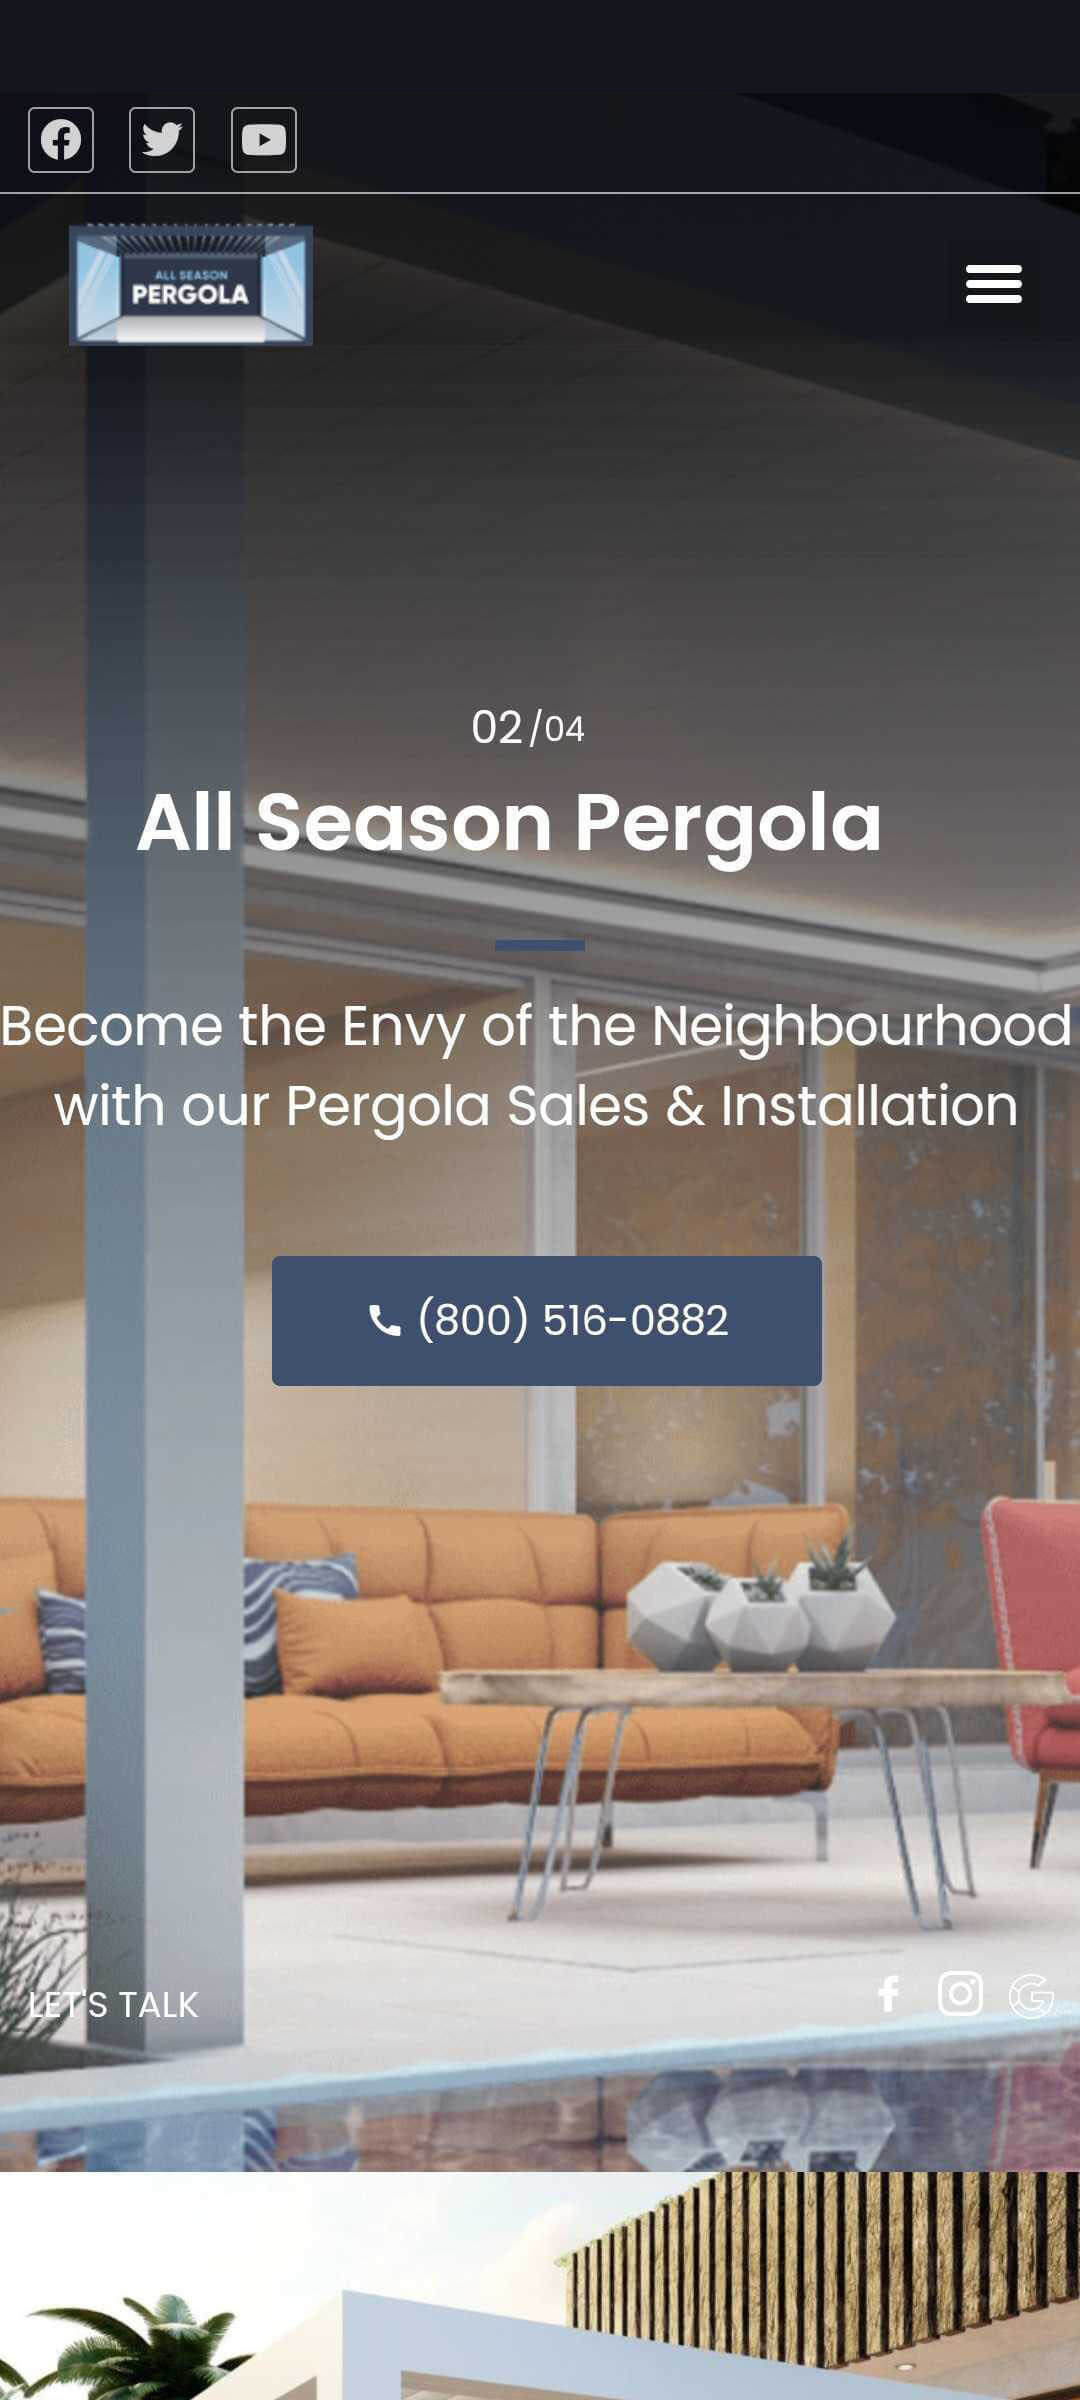 ALL SEASON
PERGOLA
02/04
All Season Pergola
Become the Envy of the Neighbourhood
with our Pergola Sales & Installation
(800) 516-0882
LET'S TALK